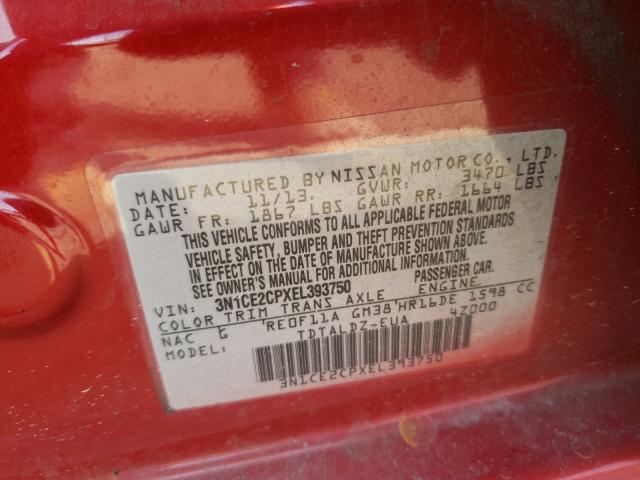 MANUFACTURED BY NISSAN MOTOR CO., LTD.
DATE: 11/13. GVWR: 3470 LBS
GAWR FR: 1867 LBS GAWR RR: 1664 LBS
THIS VEHICLE CONFORMS TO ALL APPLICABLE FEDERAL MOTOR
VEHICLE SAFETY, BUMPER AND THEFT PREVENTION STANDARDS
IN EFFECT ON THE DATE OF MANUFACTURE SHOWN ABOVE.
SEE OWNER'S MANUAL FOR ADDITIONAL INFORMATION.
VIN: 3N1CE2CPXEL393750 PASSENGER CAR.
COLOR TRIM TRANS AXLE ENGINE.
NAC G RE0F11A GM38 HR16DE 1598 CC
MODEL: TDTALDZ-EUA 4Z000
3N1CE2CPXEL393750